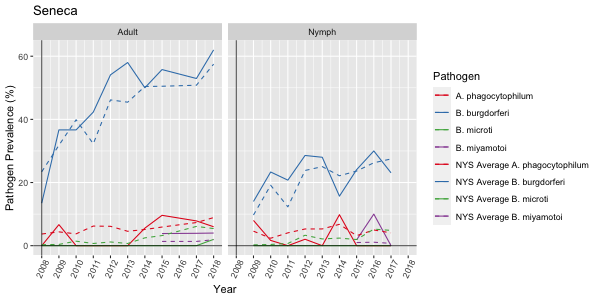 Seneca
Adult
Nymph
Pathogen Prevalence (%)
60
40
20
0
2008 2009 2010 2011 2012 2013 2014 2015 2016 2017 2018
2008 2009 2010 2011 2012 2013 2014 2015 2016 2017 2018
Year
Pathogen
A. phagocytophilum
B. burgdorferi
B. microti
B. miyamotoi
NYS Average A. phagocytophilum
NYS Average B. burgdorferi
NYS Average B. microti
NYS Average B. miyamotoi